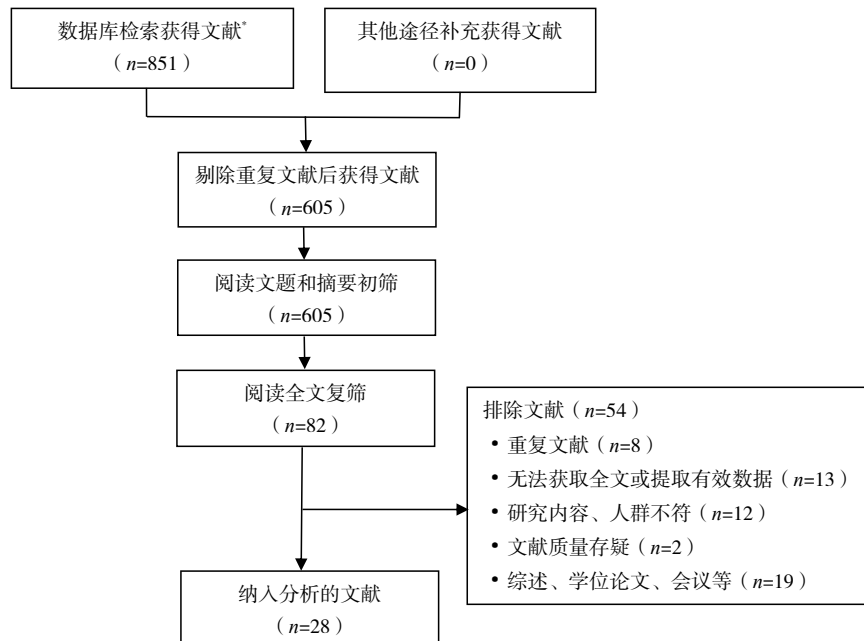 数据库检索获得文献*
（n=851）
其他途径补充获得文献
（n=0）
剔除重复文献后获得文献
（n=605）
阅读文题和摘要初筛
（n=605）
阅读全文复筛
（n=82）
排除文献（n=54）
• 重复文献（n=8）
• 无法获取全文或提取有效数据（n=13）
• 研究内容、人群不符（n=12）
• 文献质量存疑（n=2）
• 综述、学位论文、会议等（n=19）
纳入分析的文献
（n=28）